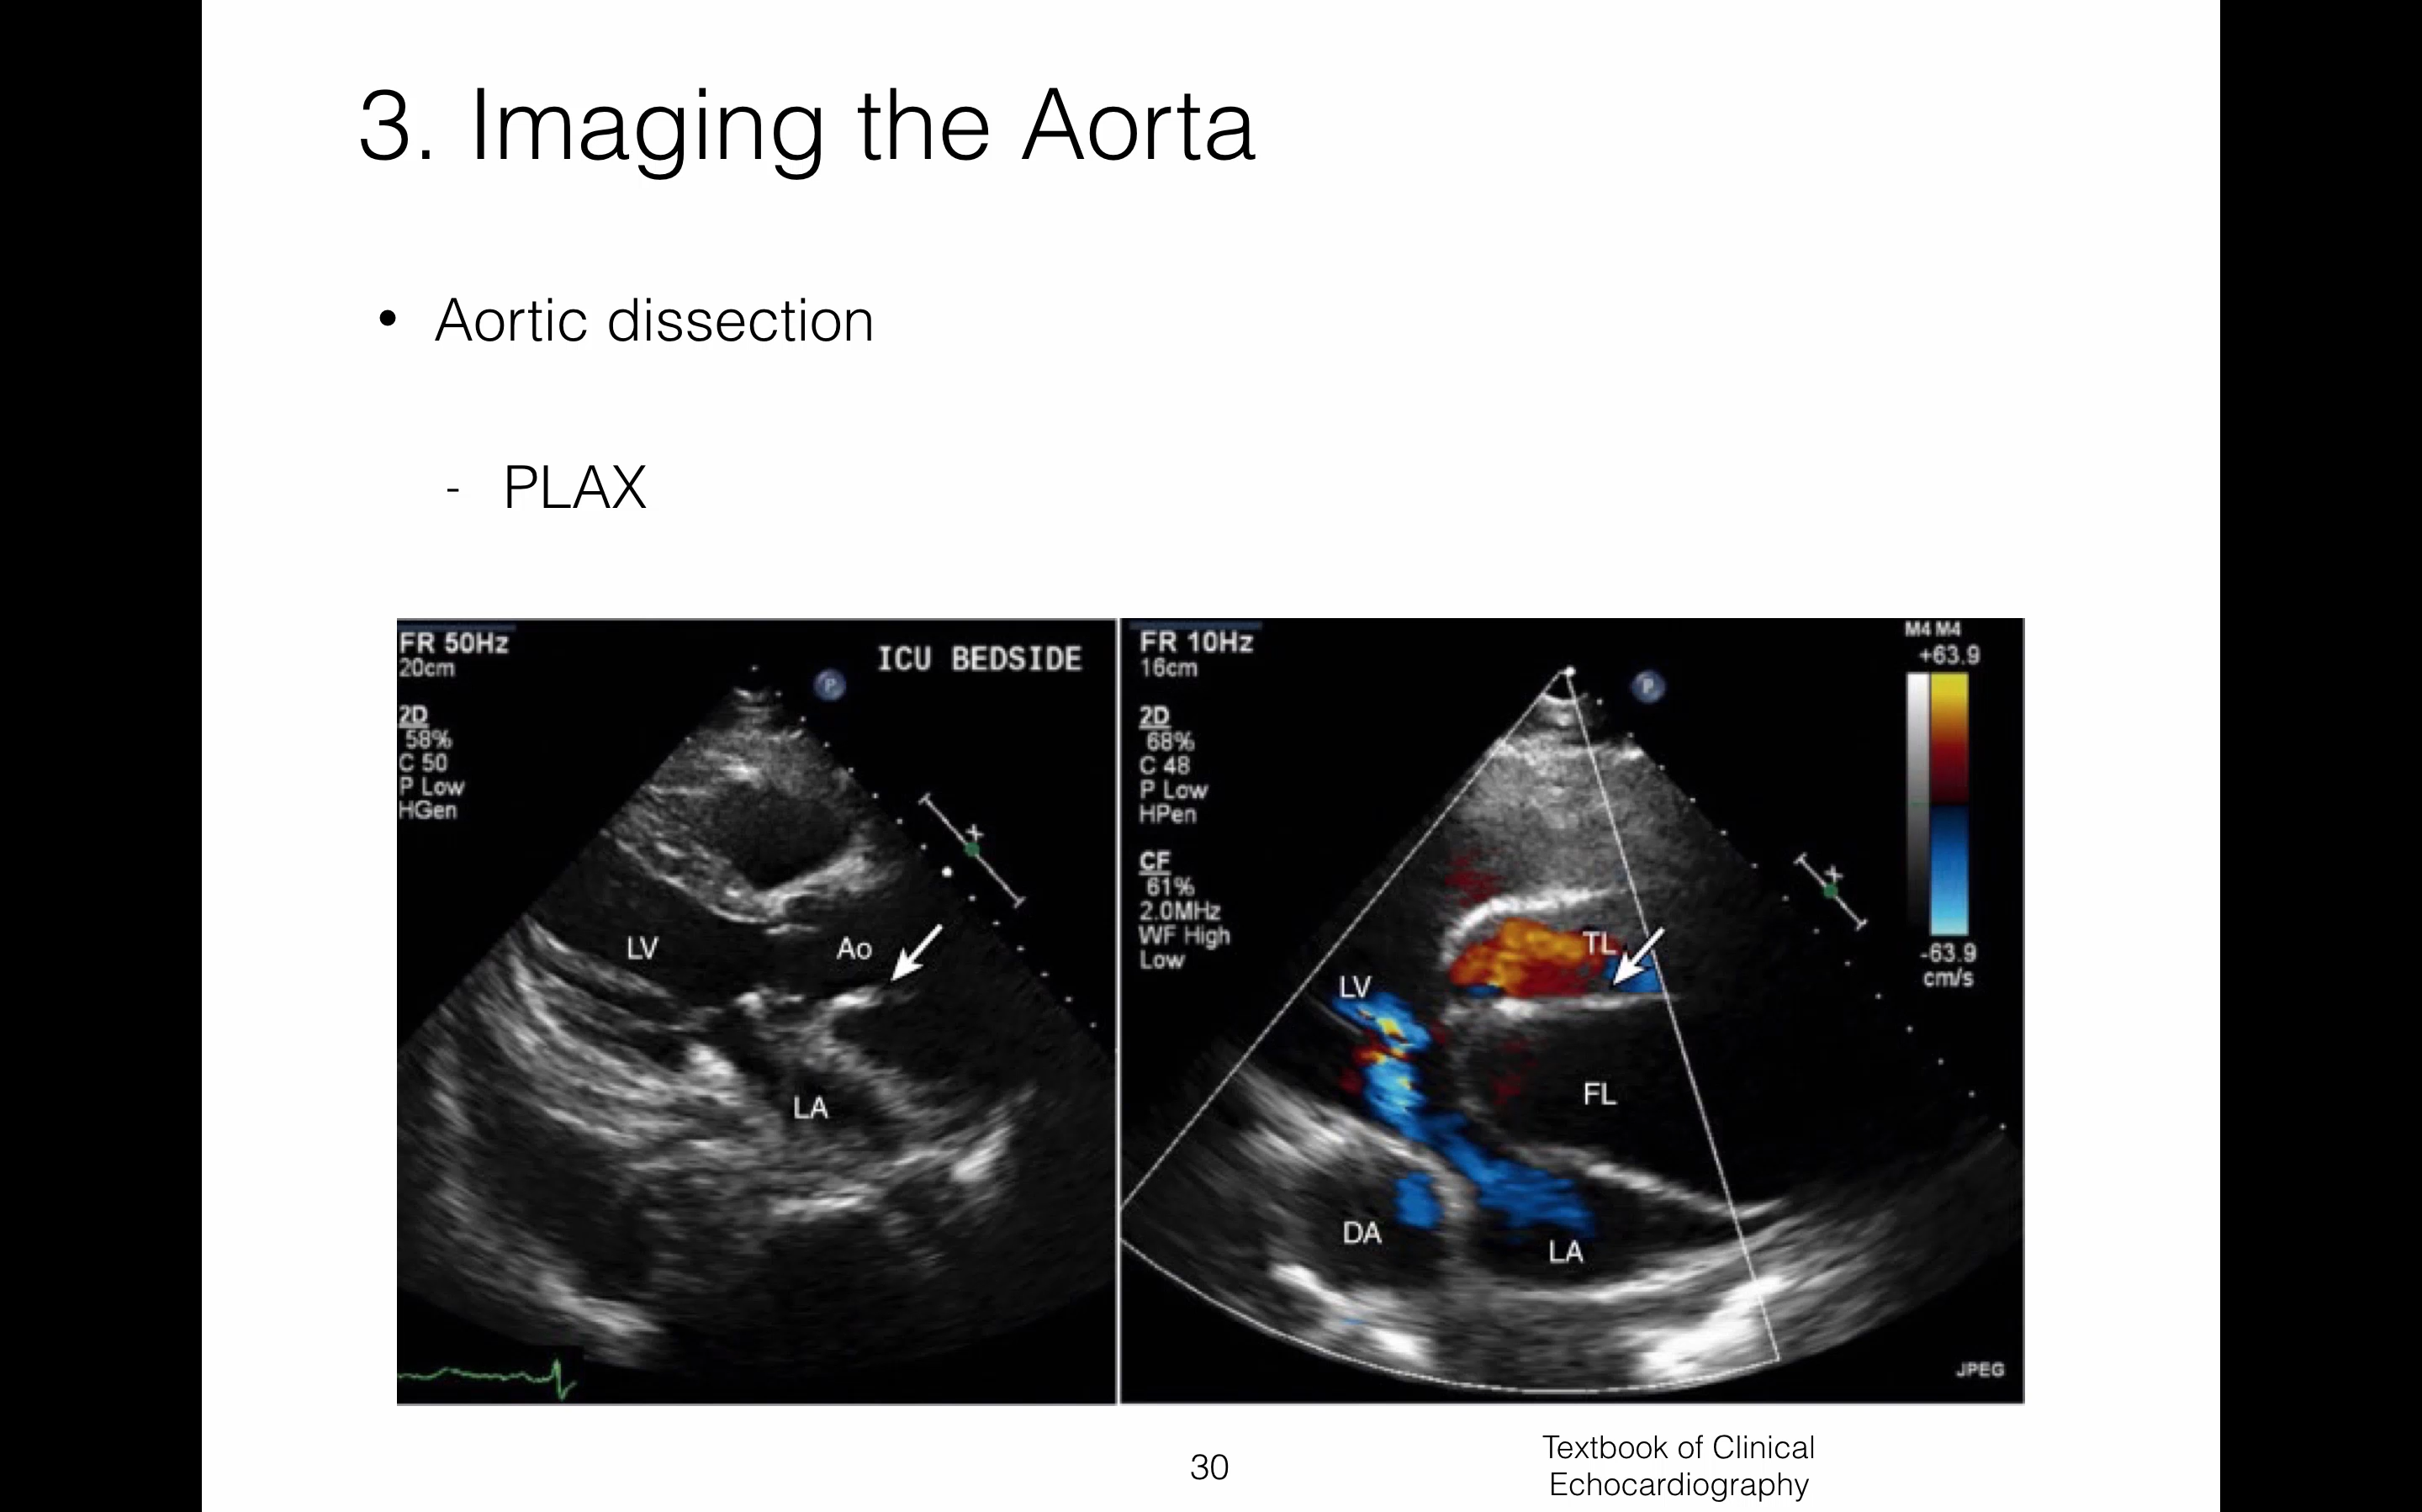 3. Imaging the Aorta
• Aortic dissection
- PLAX
FR 50Hz
20cm
ICU BEDSIDE
P
2D
58%
C 50
P Low
HGen
x
LV
Ao
LA
FR 10Hz
16cm
M4 M4
+63.9
P
2D
68%
C 48
P Low
HPen
CF
61%
2.0MHz
WF High
Low
x
TL
-63.9
cm/s
LV
FL
DA
LA
JPEG
30
Textbook of Clinical
Echocardiography